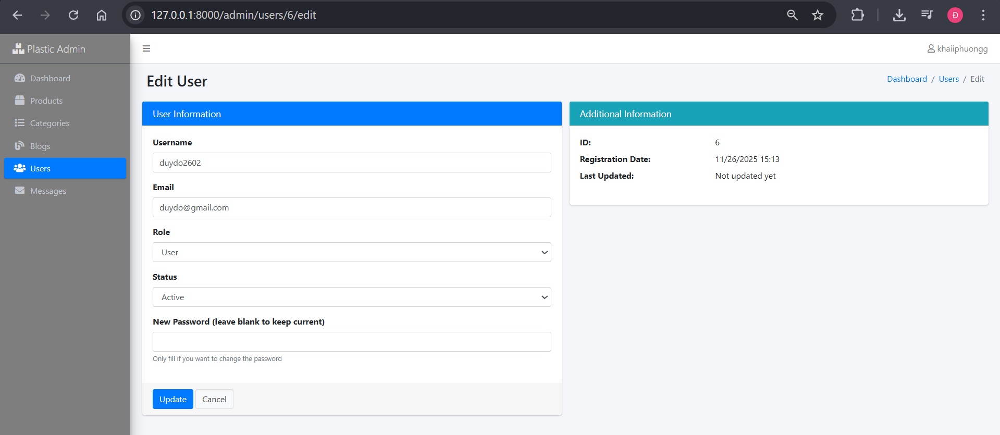 127.0.0.1:8000/admin/users/6/edit
Đ
Plastic Admin
khaiiphuongg
Dashboard
Products
Categories
Blogs
Users
Messages
Edit User
Dashboard / Users / Edit
User Information
Username
duydo2602
Email
duydo@gmail.com
Role
User
Status
Active
New Password (leave blank to keep current)
Only fill if you want to change the password
Update Cancel
Additional Information
ID: 6
Registration Date: 11/26/2025 15:13
Last Updated: Not updated yet